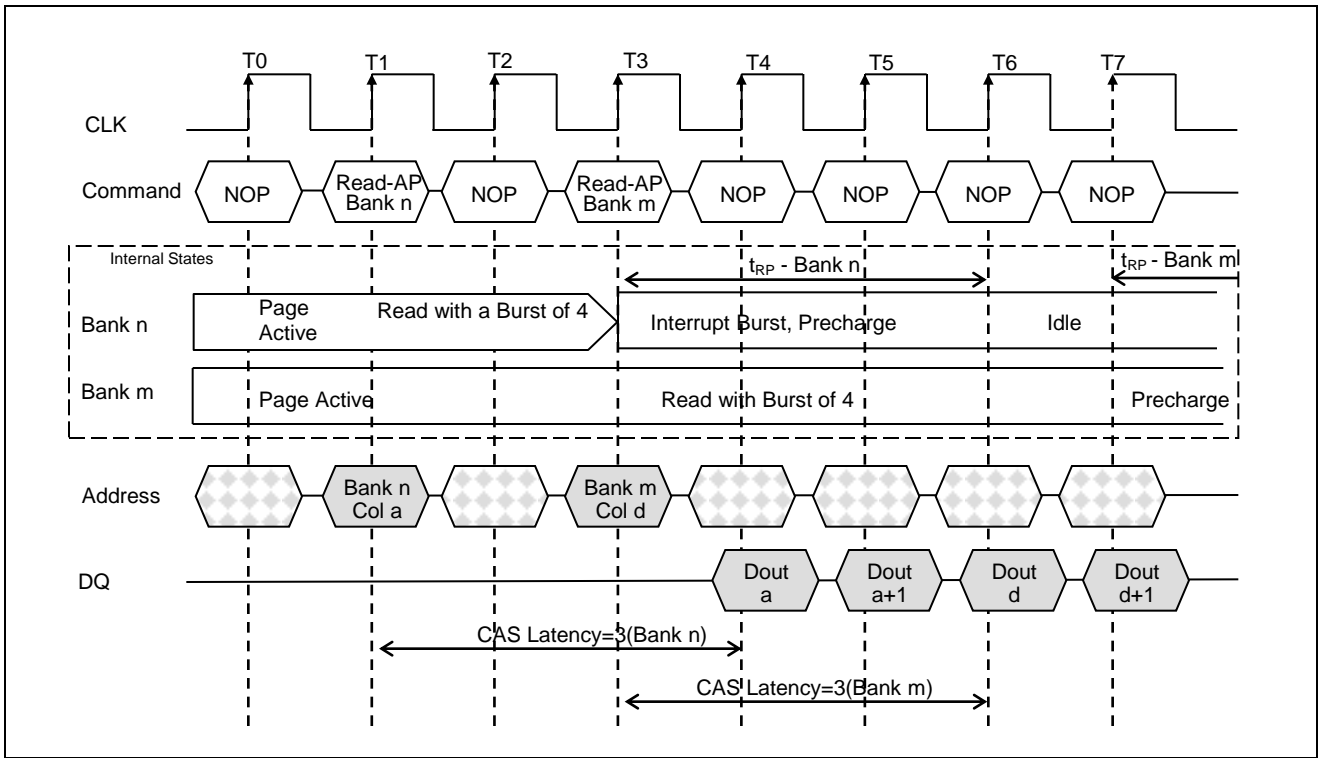 T0 T1 T2 T3 T4 T5 T6 T7
CLK
Command NOP Read-AP Bank n NOP Read-AP Bank m NOP NOP NOP NOP
Internal States
tRP - Bank n tRP - Bank m
Bank n Page Active Read with a Burst of 4 Interrupt Burst, Precharge Idle
Bank m Page Active Read with Burst of 4 Precharge
Address Bank n Col a Bank m Col d
DQ Dout a Dout a+1 Dout d Dout d+1
CAS Latency=3(Bank n)
CAS Latency=3(Bank m)